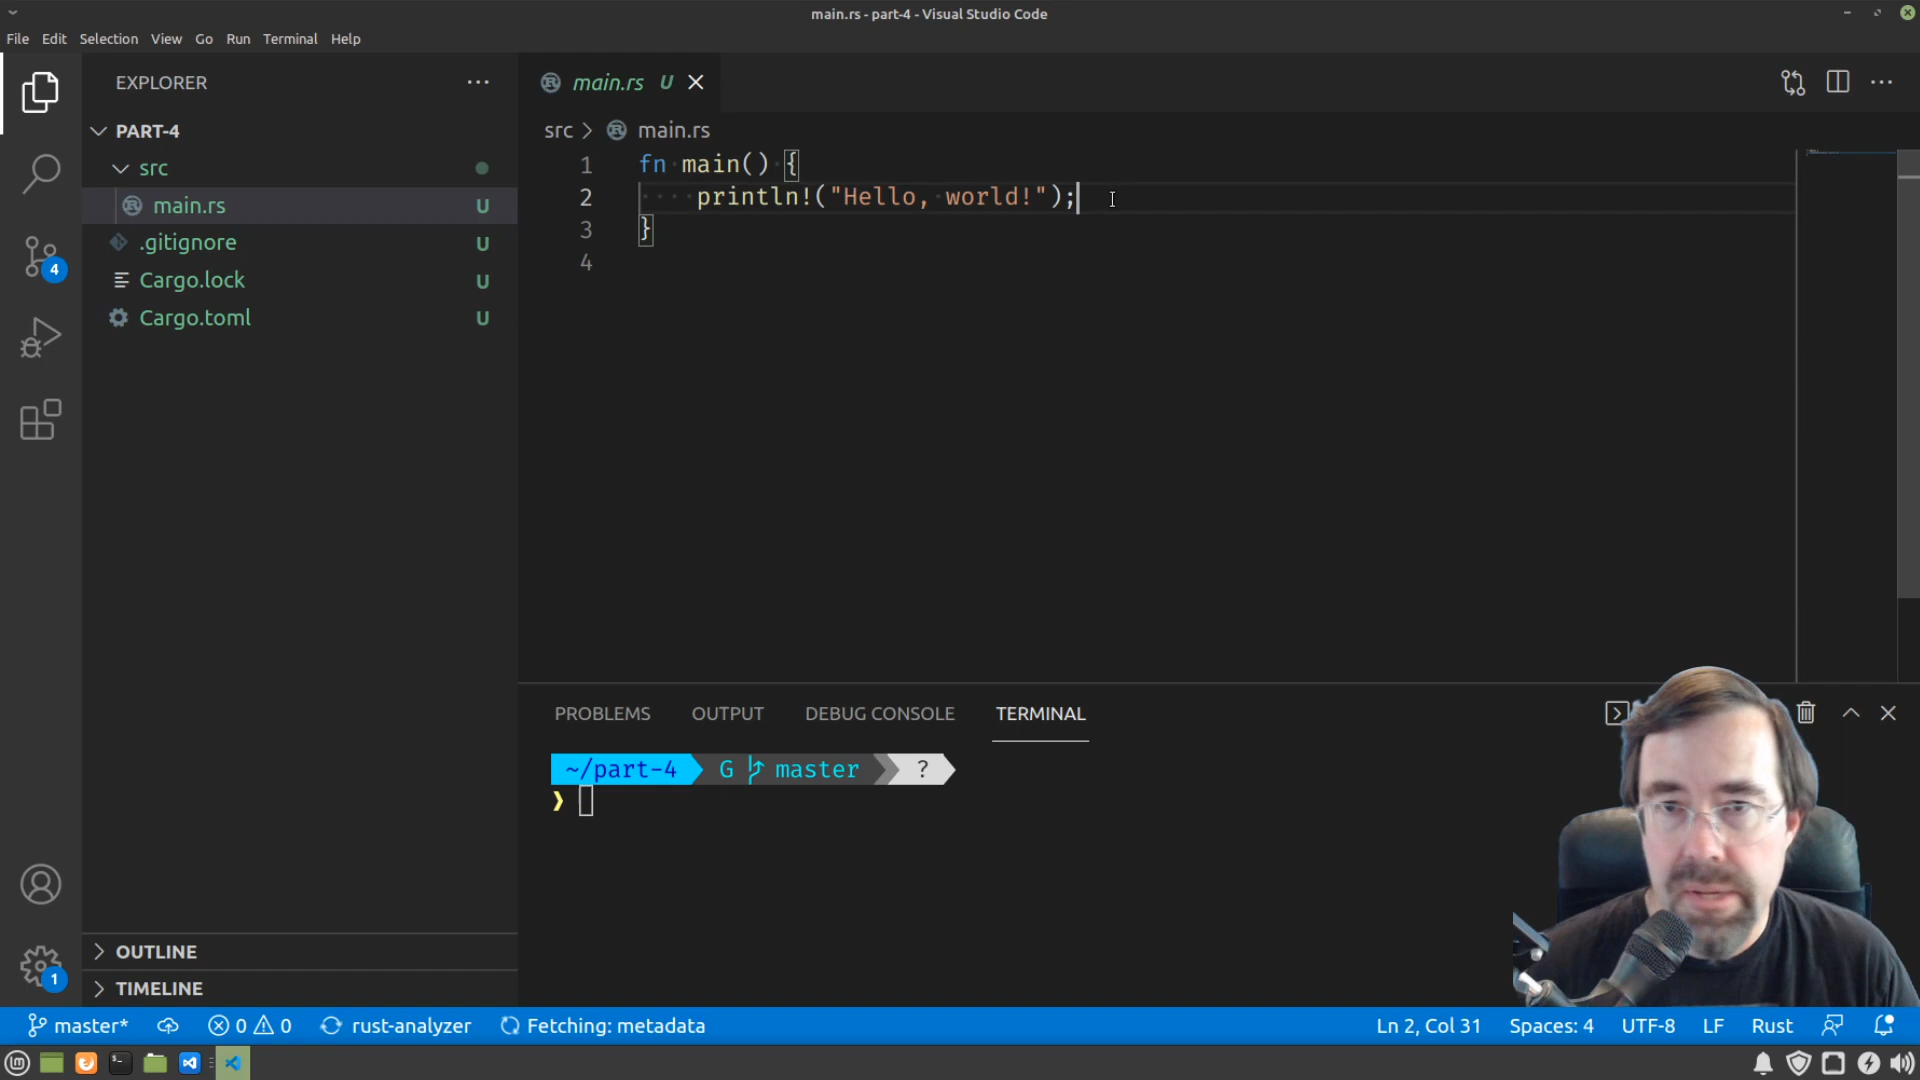 main.rs - part-4 - Visual Studio Code
File Edit Selection View Go Run Terminal Help
EXPLORER
PART-4
src
main.rs U
.gitignore U
Cargo.lock U
Cargo.toml U
OUTLINE
TIMELINE
main.rs U
src > main.rs
1 fn main() {
2 println!("Hello, world!");
3 }
4
PROBLEMS OUTPUT DEBUG CONSOLE TERMINAL
~/part-4 G master ?
❯
4
1
master* 0 0 rust-analyzer Fetching: metadata Ln 2, Col 31 Spaces: 4 UTF-8 LF Rust